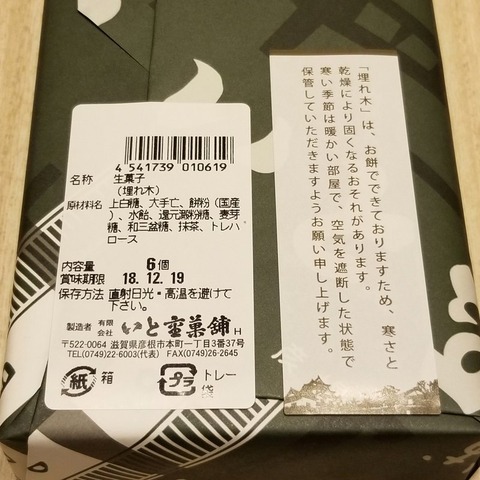 4 541739 010619
名称 生菓子
(埋れ木)
原材料名 上白糖、大手亡、餅粉(国産
)、水飴、還元澱粉糖、麦芽
糖、和三盆糖、抹茶、トレハ
ロース
内容量 6個
賞味期限 18.12.19
保存方法 直射日光・高温を避けて
下さい。
製造者 有限会社 いと重菓舗 H
〒522-0064 滋賀県彦根市本町一丁目3番37号
TEL(0749)22-6003(代表) FAX(0749)26-2645
紙 箱
プラ トレー
袋
「埋れ木」は、お餅でできておりますため、寒さと
乾燥により固くなるおそれがあります。
寒い季節は暖かい部屋で、空気を遮断した状態で
保管していただきますようお願い申し上げます。